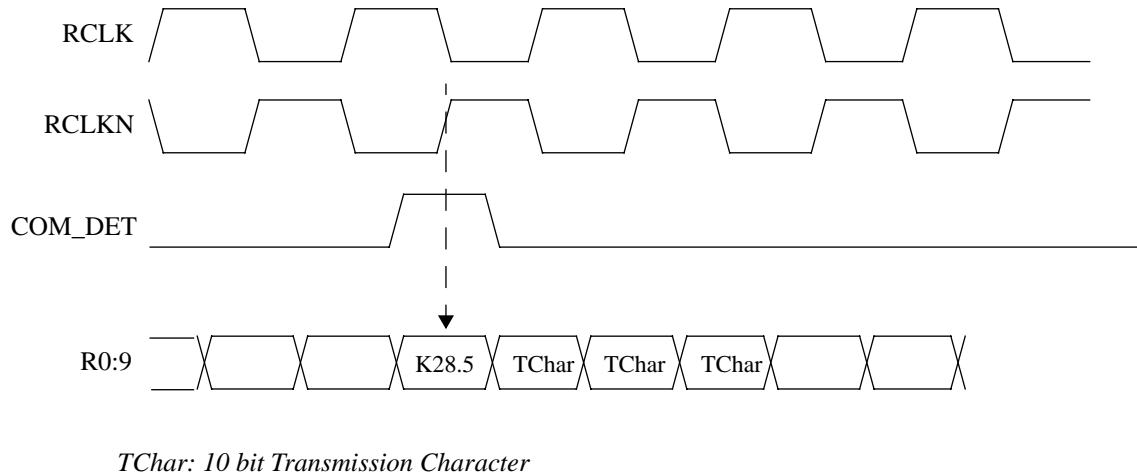 RCLK
RCLKN
COM_DET
R0:9
K28.5 TChar TChar TChar
TChar: 10 bit Transmission Character